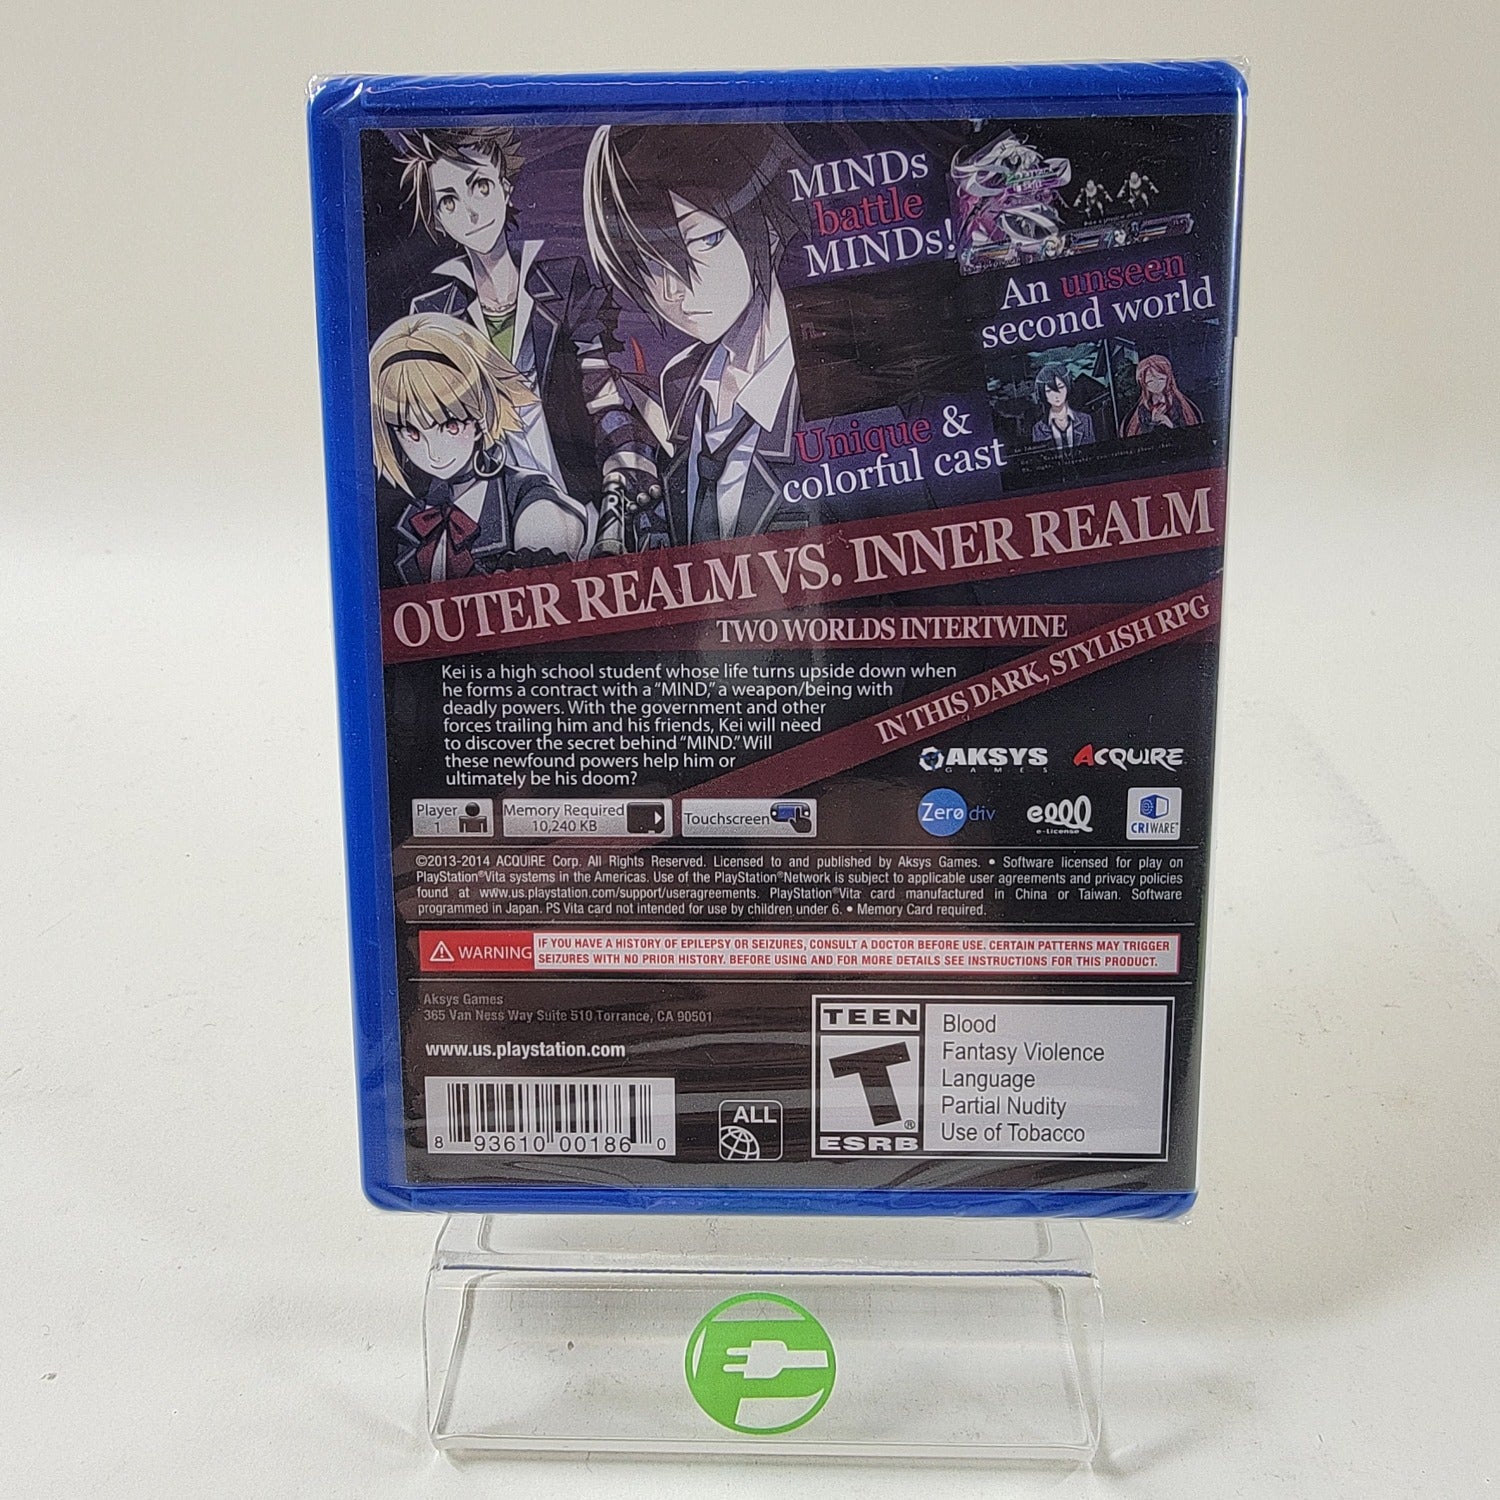 MINDs
battle
MINDs!
An unseen
second world
Unique &
colorful cast
OUTER REALM VS. INNER REALM
TWO WORLDS INTERTWINE
IN THIS DARK, STYLISH RPG
Kei is a high school student whose life turns upside down when
he forms a contract with a "MIND," a weapon/being with
deadly powers. With the government and other
forces trailing him and his friends, Kei will need
to discover the secret behind "MIND." Will
these newfound powers help him or
ultimately be his doom?
AKSYS
GAMES
ACQUIRE
Player
1
Memory Required
10,240 KB
Touchscreen
Zero div
e-License
CRIWARE
©2013-2014 ACQUIRE Corp. All Rights Reserved. Licensed to and published by Aksys Games. • Software licensed for play on
PlayStation®Vita systems in the Americas. Use of the PlayStation®Network is subject to applicable user agreements and privacy policies
found at www.us.playstation.com/support/useragreements. PlayStation®Vita card manufactured in China or Taiwan. Software
programmed in Japan. PS Vita card not intended for use by children under 6. • Memory Card required.
WARNING
IF YOU HAVE A HISTORY OF EPILEPSY OR SEIZURES, CONSULT A DOCTOR BEFORE USE. CERTAIN PATTERNS MAY TRIGGER
SEIZURES WITH NO PRIOR HISTORY. BEFORE USING AND FOR MORE DETAILS SEE INSTRUCTIONS FOR THIS PRODUCT.
Aksys Games
365 Van Ness Way Suite 510 Torrance, CA 90501
www.us.playstation.com
8 93610 00186 0
ALL
TEEN
T
®
ESRB
Blood
Fantasy Violence
Language
Partial Nudity
Use of Tobacco